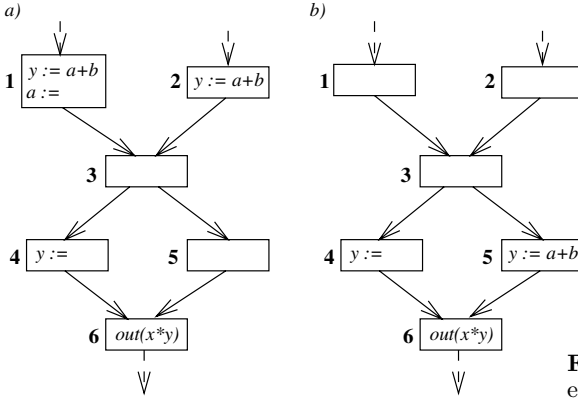 a)
b)
1
y := a+b
a :=
2
y := a+b
1
2
3
3
4
y :=
5
4
y :=
5
y := a+b
6
out(x*y)
6
out(x*y)